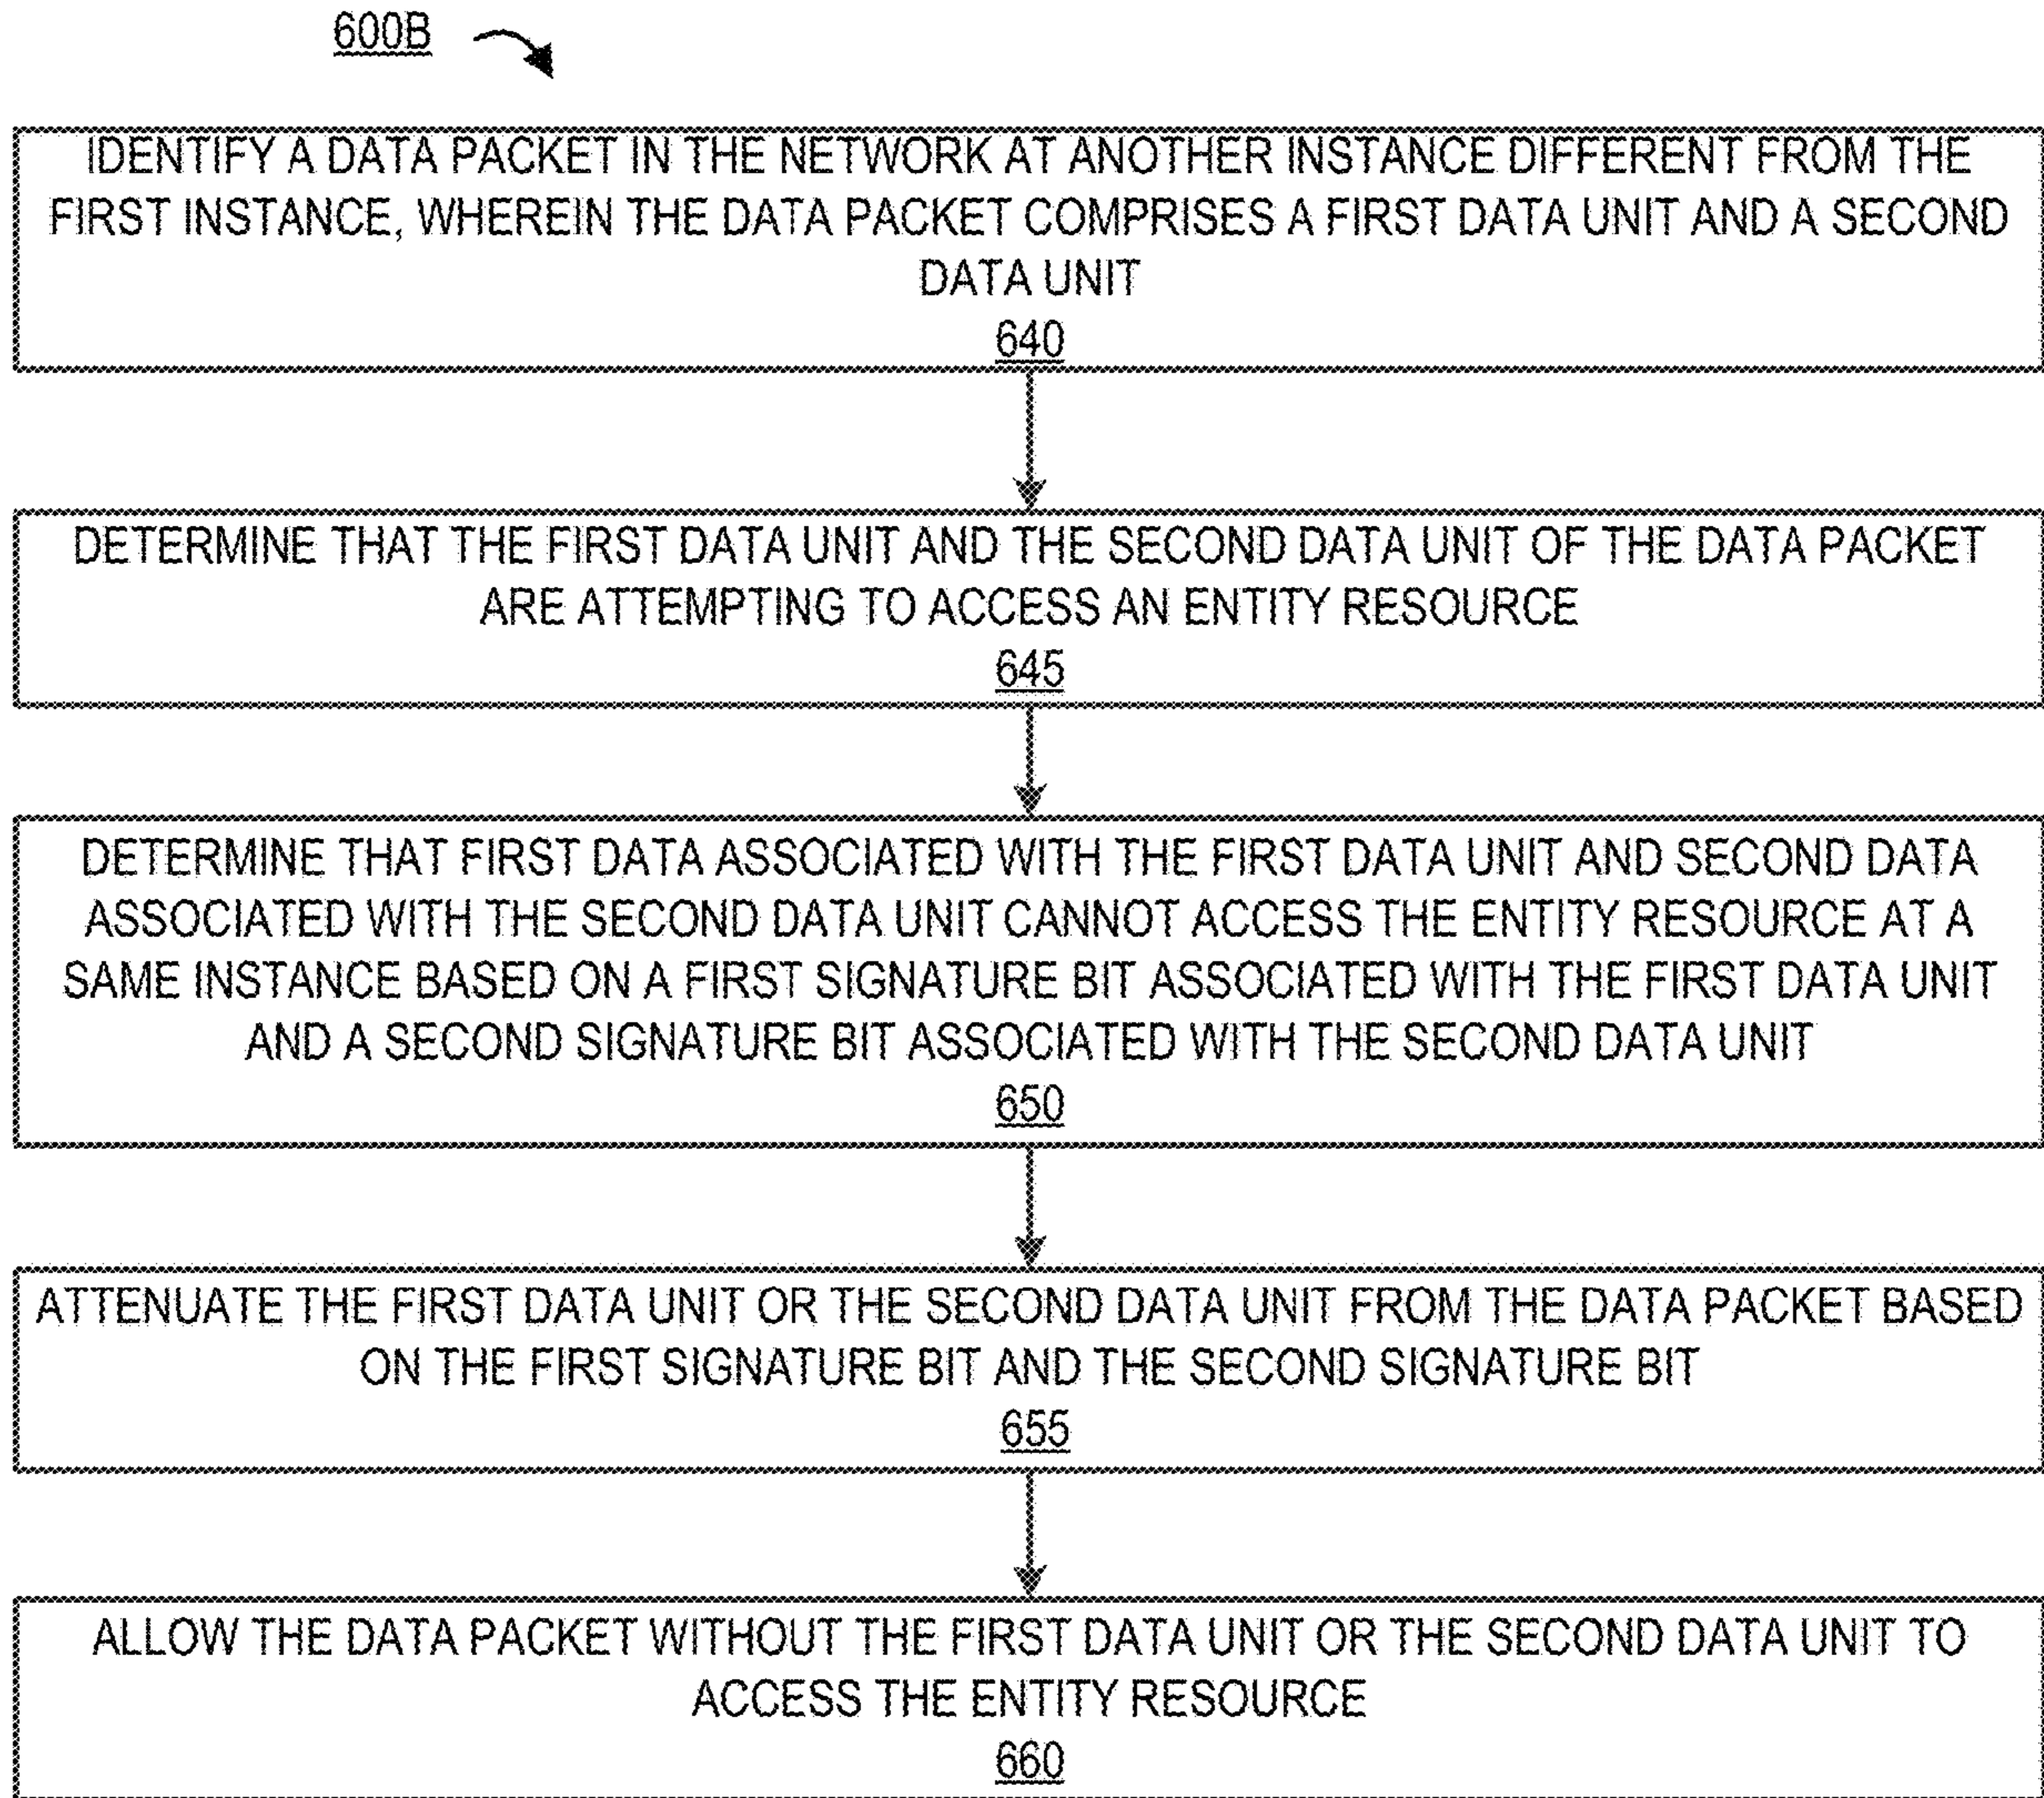 600B
IDENTIFY A DATA PACKET IN THE NETWORK AT ANOTHER INSTANCE DIFFERENT FROM THE
FIRST INSTANCE, WHEREIN THE DATA PACKET COMPRISES A FIRST DATA UNIT AND A SECOND
DATA UNIT
640
DETERMINE THAT THE FIRST DATA UNIT AND THE SECOND DATA UNIT OF THE DATA PACKET
ARE ATTEMPTING TO ACCESS AN ENTITY RESOURCE
645
DETERMINE THAT FIRST DATA ASSOCIATED WITH THE FIRST DATA UNIT AND SECOND DATA
ASSOCIATED WITH THE SECOND DATA UNIT CANNOT ACCESS THE ENTITY RESOURCE AT A
SAME INSTANCE BASED ON A FIRST SIGNATURE BIT ASSOCIATED WITH THE FIRST DATA UNIT
AND A SECOND SIGNATURE BIT ASSOCIATED WITH THE SECOND DATA UNIT
650
ATTENUATE THE FIRST DATA UNIT OR THE SECOND DATA UNIT FROM THE DATA PACKET BASED
ON THE FIRST SIGNATURE BIT AND THE SECOND SIGNATURE BIT
655
ALLOW THE DATA PACKET WITHOUT THE FIRST DATA UNIT OR THE SECOND DATA UNIT TO
ACCESS THE ENTITY RESOURCE
660